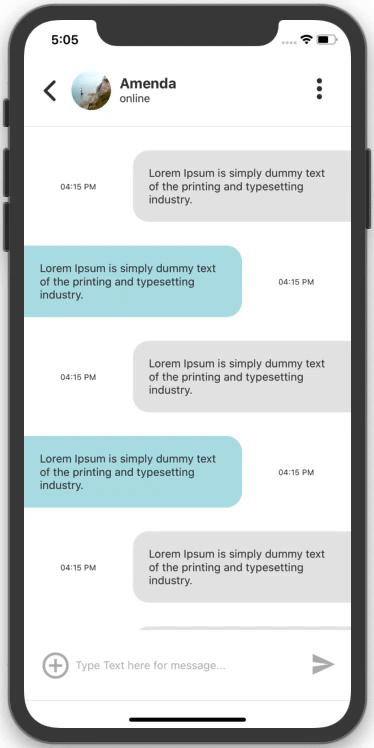 5:05
Amenda
online
Lorem Ipsum is simply dummy text
04:15 PM
of the printing and typesetting
industry.
Lorem Ipsum is simply dummy text
of the printing and typesetting
04:15 PM
industry.
Lorem Ipsum is simply dummy text
04:15 PM
of the printing and typesetting
industry.
Lorem Ipsum is simply dummy text
of the printing and typesetting
04:15 PM
industry.
Lorem Ipsum is simply dummy text
04:15 PM
of the printing and typesetting
industry.
Type Text here for message...